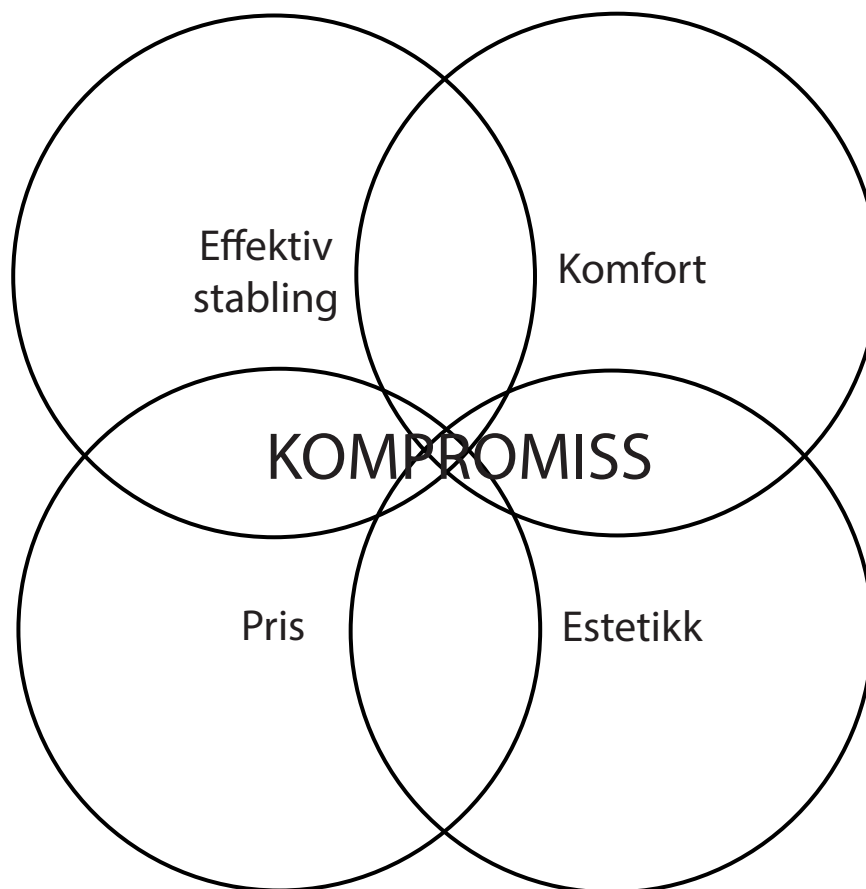 Effektiv
stabling
Komfort
KOMPROMISS
Pris
Estetikk